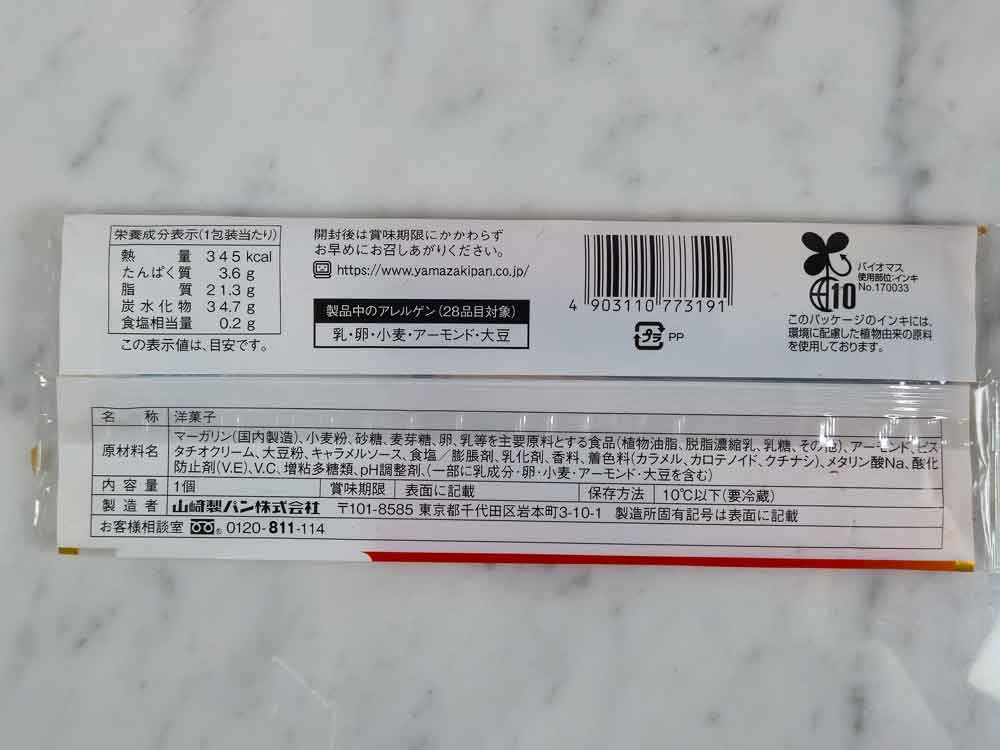 栄養成分表示(1包装当たり)
熱量 345 kcal
たんぱく質 3.6 g
脂質 21.3 g
炭水化物 34.7 g
食塩相当量 0.2 g
この表示値は、目安です。
開封後は賞味期限にかかわらず
お早めにお召しあがりください。
https://www.yamazakipan.co.jp/
製品中のアレルゲン(28品目対象)
乳・卵・小麦・アーモンド・大豆
4 903110 773191
プラ PP
10
バイオマス
使用部位:インキ
No.170033
このパッケージのインキには、
環境に配慮した植物由来の原料
を使用しております。
名称 洋菓子
原材料名 マーガリン(国内製造)、小麦粉、砂糖、麦芽糖、卵、乳等を主要原料とする食品(植物油脂、脱脂濃縮乳、乳糖、その他)、アーモンド、ピス
タチオクリーム、大豆粉、キャラメルソース、食塩/膨脹剤、乳化剤、香料、着色料(カラメル、カロテノイド、クチナシ)、メタリン酸Na、酸化
防止剤(V.E)、V.C、増粘多糖類、pH調整剤、(一部に乳成分・卵・小麦・アーモンド・大豆を含む)
内容量 1個 賞味期限 表面に記載 保存方法 10℃以下(要冷蔵)
製造者 山崎製パン株式会社 〒101-8585 東京都千代田区岩本町3-10-1 製造所固有記号は表面に記載
お客様相談室 0120-811-114